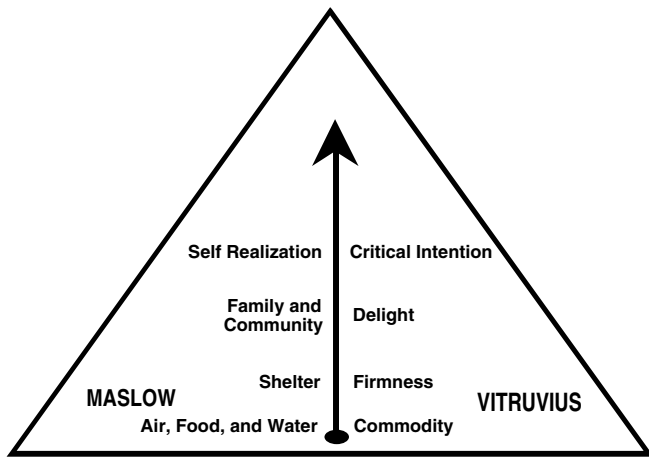 Self Realization Critical Intention
Family and
Community Delight
Shelter Firmness
MASLOW VITRUVIUS
Air, Food, and Water Commodity